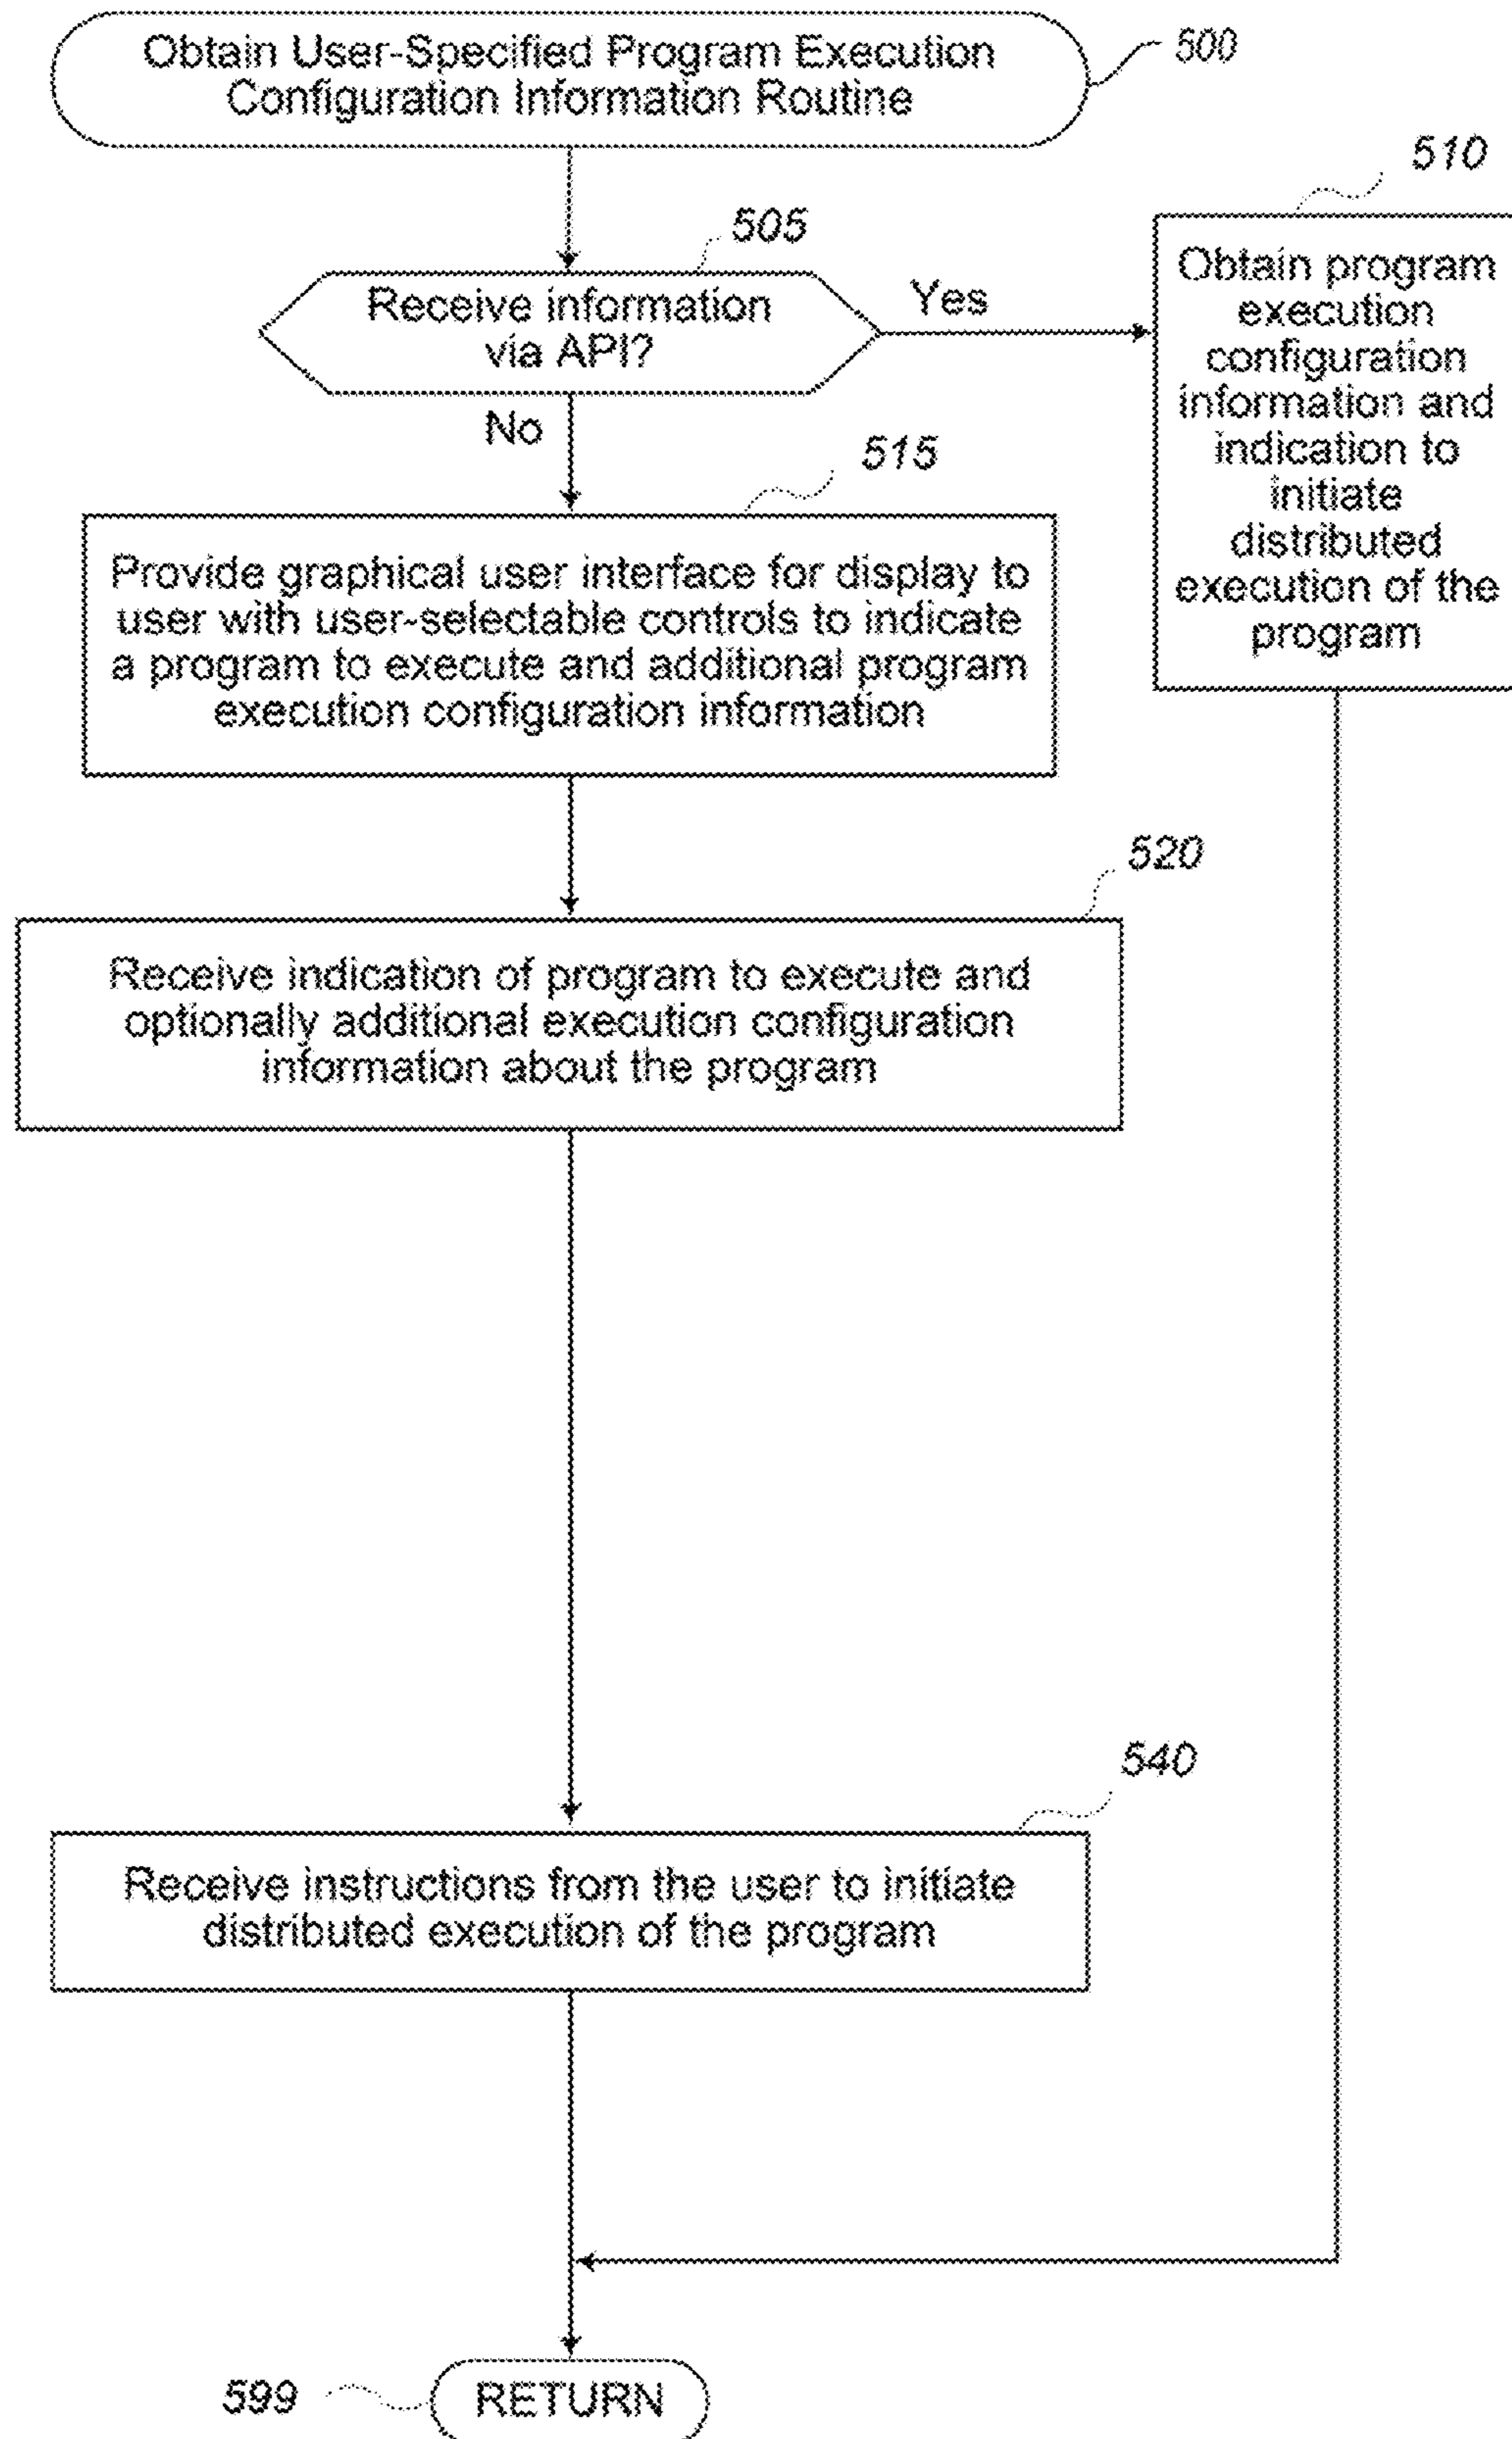 Obtain User-Specified Program Execution
Configuration Information Routine
500
505
Receive information
via API?
Yes
No
510
Obtain program
execution
configuration
information and
indication to
initiate
distributed
execution of the
program
515
Provide graphical user interface for display to
user with user-selectable controls to indicate
a program to execute and additional program
execution configuration information
520
Receive indication of program to execute and
optionally additional execution configuration
information about the program
540
Receive instructions from the user to initiate
distributed execution of the program
599
RETURN